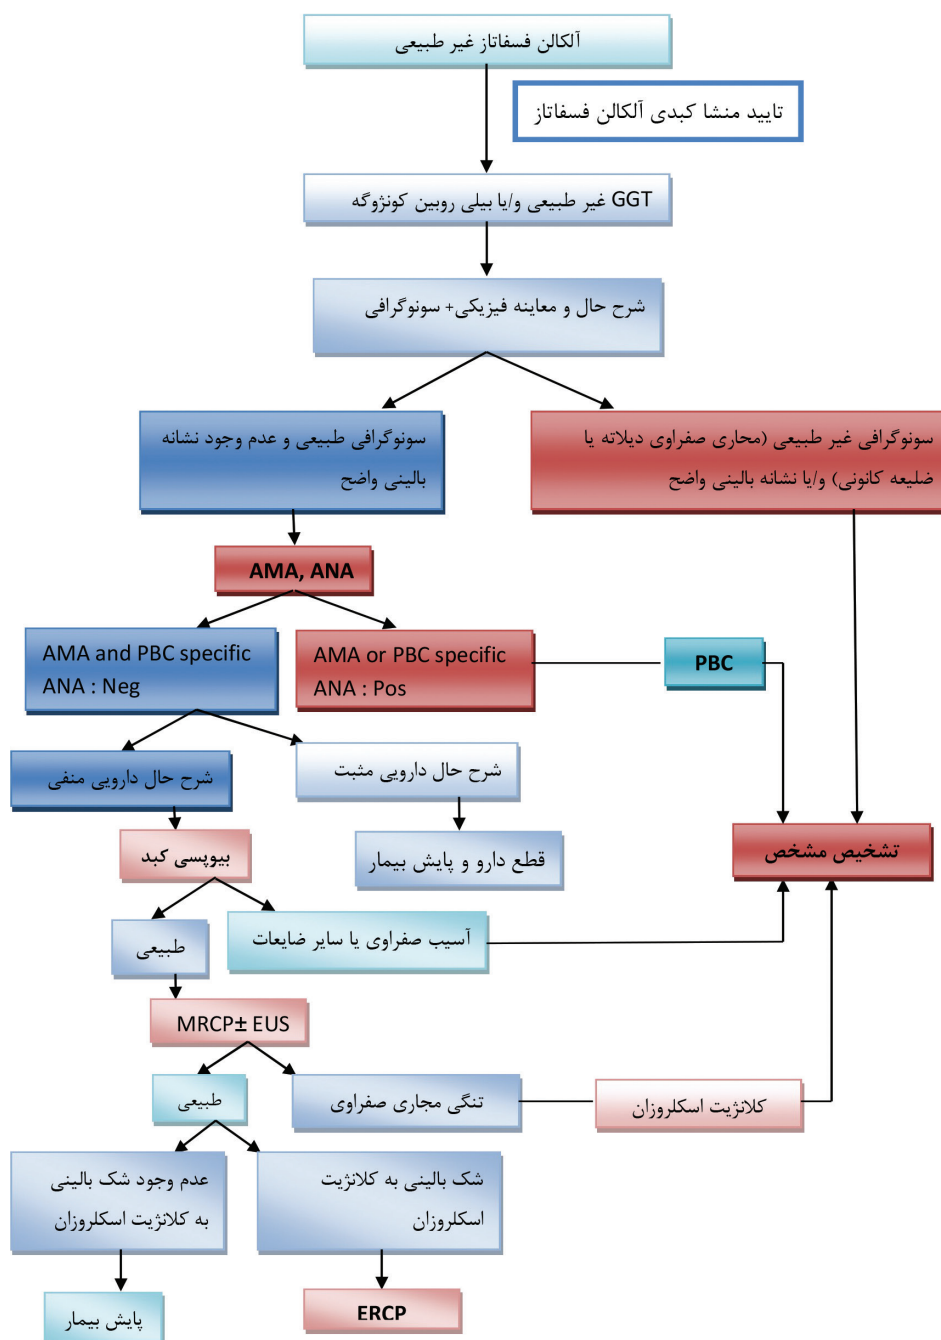 آلکالن فسفاتاز غیر طبیعی
تایید منشا کبدی آلکالن فسفاتاز
GGT غیر طبیعی و/یا بیلی روبین کونژوگه
شرح حال و معاینه فیزیکی+ سونوگرافی
سونوگرافی غیر طبیعی (محاری صفراوی دیلاته یا
ضلیعه کانونی) و/یا نشانه بالینی واضح
سونوگرافی طبیعی و عدم وجود نشانه
بالینی واضح
AMA, ANA
AMA and PBC specific
ANA : Neg
AMA or PBC specific
ANA : Pos
PBC
شرح حال دارویی مثبت
شرح حال دارویی منفی
قطع دارو و پایش بیمار
تشخیص مشخص
بیوپسی کبد
آسیب صفراوی یا سایر ضایعات
طبیعی
MRCP± EUS
تنگی مجاری صفراوی
کلانژیت اسکلروزان
طبیعی
شک بالینی به کلانژیت
اسکلروزان
عدم وجود شک بالینی
به کلانژیت اسکلروزان
ERCP
پایش بیمار